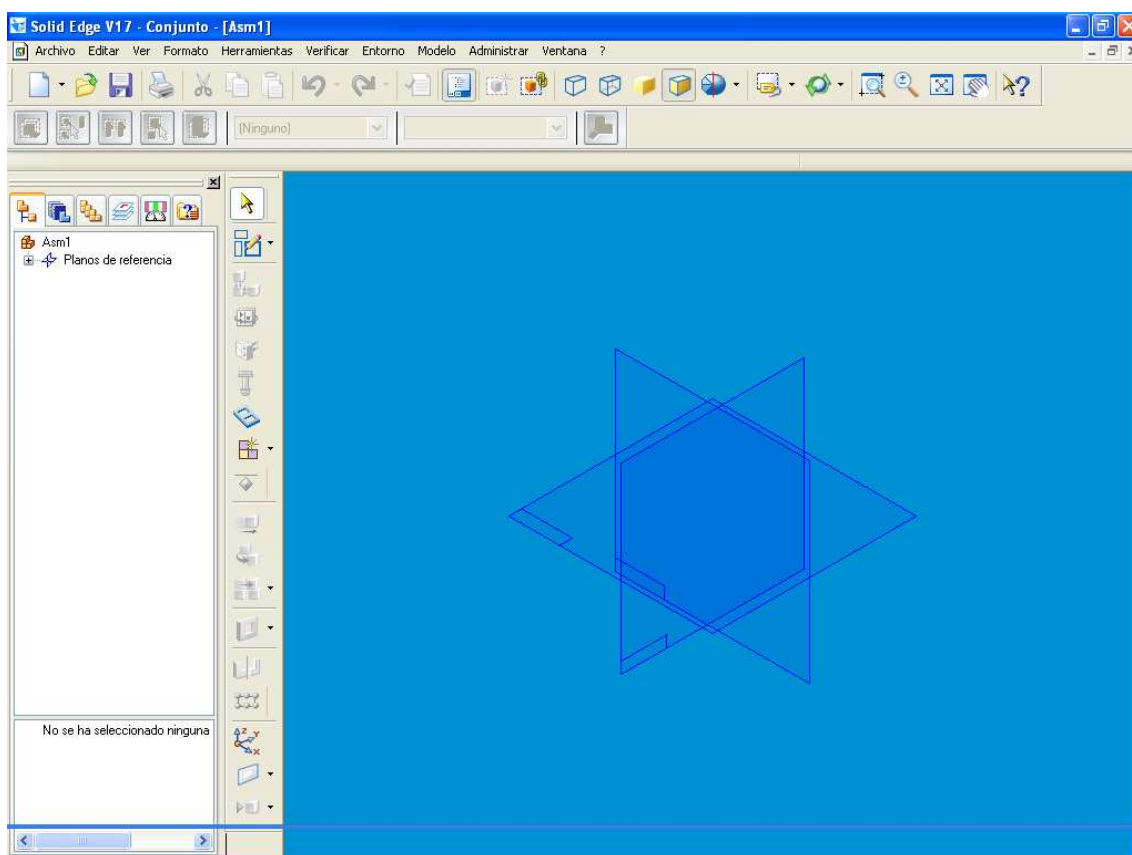 Solid Edge V17 - Conjunto - [Asm1]
Archivo Editar Ver Formato Herramientas Verificar Entorno Modelo Administrar Ventana ?
(Ninguno)
Asm1
Planos de referencia
No se ha seleccionado ninguna